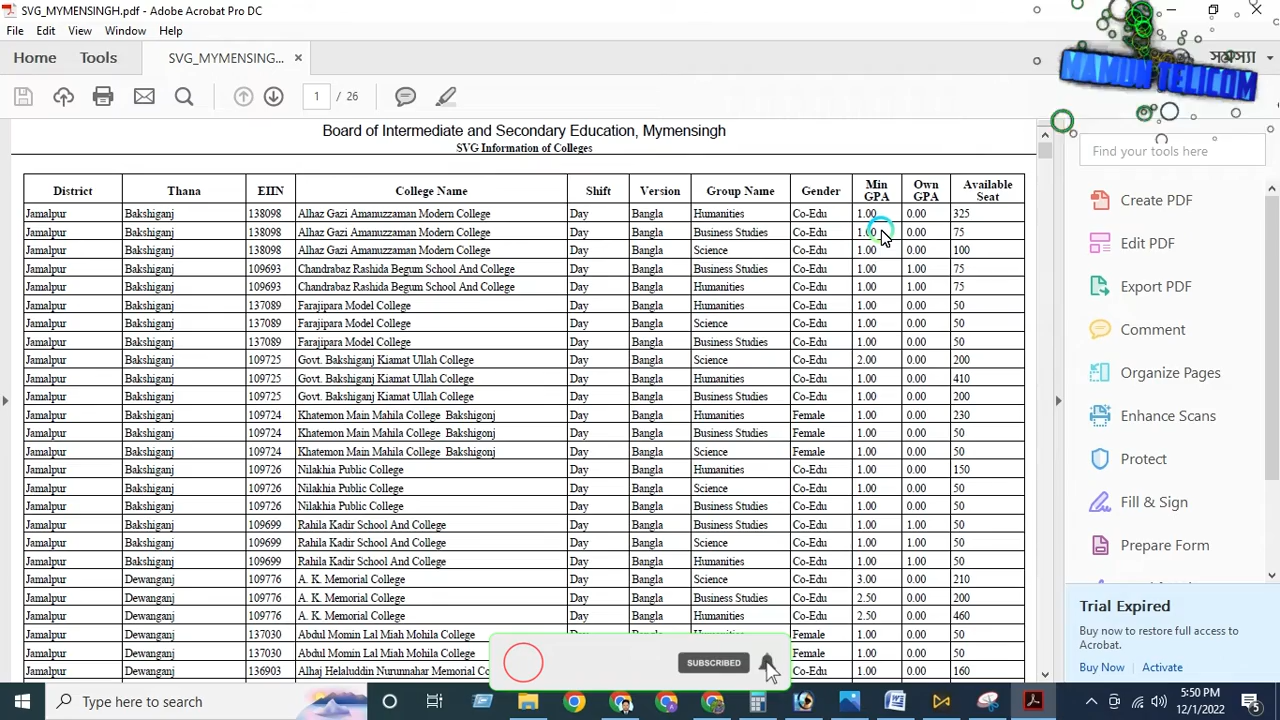 SVG_MYMENSINGH.pdf - Adobe Acrobat Pro DC
File Edit View Window Help
Home Tools SVG_MYMENSING... সমস্যা
MAMUN TELICOM
1 / 26
Board of Intermediate and Secondary Education, Mymensingh
SVG Information of Colleges
District Thana EIIN College Name Shift Version Group Name Gender Min GPA Own GPA Available Seat
Jamalpur Bakshiganj 138098 Alhaz Gazi Amanuzzaman Modern College Day Bangla Humanities Co-Edu 1.00 0.00 325
Jamalpur Bakshiganj 138098 Alhaz Gazi Amanuzzaman Modern College Day Bangla Business Studies Co-Edu 1.00 0.00 75
Jamalpur Bakshiganj 138098 Alhaz Gazi Amanuzzaman Modern College Day Bangla Science Co-Edu 1.00 0.00 100
Jamalpur Bakshiganj 109693 Chandrabaz Rashida Begum School And College Day Bangla Business Studies Co-Edu 1.00 1.00 75
Jamalpur Bakshiganj 109693 Chandrabaz Rashida Begum School And College Day Bangla Humanities Co-Edu 1.00 1.00 75
Jamalpur Bakshiganj 137089 Farajipara Model College Day Bangla Humanities Co-Edu 1.00 0.00 50
Jamalpur Bakshiganj 137089 Farajipara Model College Day Bangla Science Co-Edu 1.00 0.00 50
Jamalpur Bakshiganj 137089 Farajipara Model College Day Bangla Business Studies Co-Edu 1.00 0.00 50
Jamalpur Bakshiganj 109725 Govt. Bakshiganj Kiamat Ullah College Day Bangla Science Co-Edu 2.00 0.00 200
Jamalpur Bakshiganj 109725 Govt. Bakshiganj Kiamat Ullah College Day Bangla Humanities Co-Edu 1.00 0.00 410
Jamalpur Bakshiganj 109725 Govt. Bakshiganj Kiamat Ullah College Day Bangla Business Studies Co-Edu 1.00 0.00 200
Jamalpur Bakshiganj 109724 Khatemon Main Mahila College Bakshigonj Day Bangla Humanities Female 1.00 0.00 230
Jamalpur Bakshiganj 109724 Khatemon Main Mahila College Bakshigonj Day Bangla Business Studies Female 1.00 0.00 50
Jamalpur Bakshiganj 109724 Khatemon Main Mahila College Bakshigonj Day Bangla Science Female 1.00 0.00 50
Jamalpur Bakshiganj 109726 Nilakhia Public College Day Bangla Humanities Co-Edu 1.00 0.00 150
Jamalpur Bakshiganj 109726 Nilakhia Public College Day Bangla Science Co-Edu 1.00 0.00 50
Jamalpur Bakshiganj 109726 Nilakhia Public College Day Bangla Business Studies Co-Edu 1.00 0.00 50
Jamalpur Bakshiganj 109699 Rahila Kadir School And College Day Bangla Business Studies Co-Edu 1.00 1.00 50
Jamalpur Bakshiganj 109699 Rahila Kadir School And College Day Bangla Science Co-Edu 1.00 1.00 50
Jamalpur Bakshiganj 109699 Rahila Kadir School And College Day Bangla Humanities Co-Edu 1.00 1.00 50
Jamalpur Dewanganj 109776 A. K. Memorial College Day Bangla Science Co-Edu 3.00 0.00 210
Jamalpur Dewanganj 109776 A. K. Memorial College Day Bangla Business Studies Co-Edu 2.50 0.00 200
Jamalpur Dewanganj 109776 A. K. Memorial College Day Bangla Humanities Co-Edu 2.50 0.00 460
Jamalpur Dewanganj 137030 Abdul Momin Lal Miah Mohila College Female 1.00 0.00 50
Jamalpur Dewanganj 137030 Abdul Momin Lal Miah Mohila College Female 1.00 0.00 50
Jamalpur Dewanganj 136903 Alhaj Helaluddin Nurunnahar Memorial Co-Edu 1.00 0.00 160
SUBSCRIBED
Find your tools here
Create PDF
Edit PDF
Export PDF
Comment
Organize Pages
Enhance Scans
Protect
Fill & Sign
Prepare Form
Trial Expired
Buy now to restore full access to
Acrobat.
Buy Now Activate
Type here to search
5:50 PM
12/1/2022
5